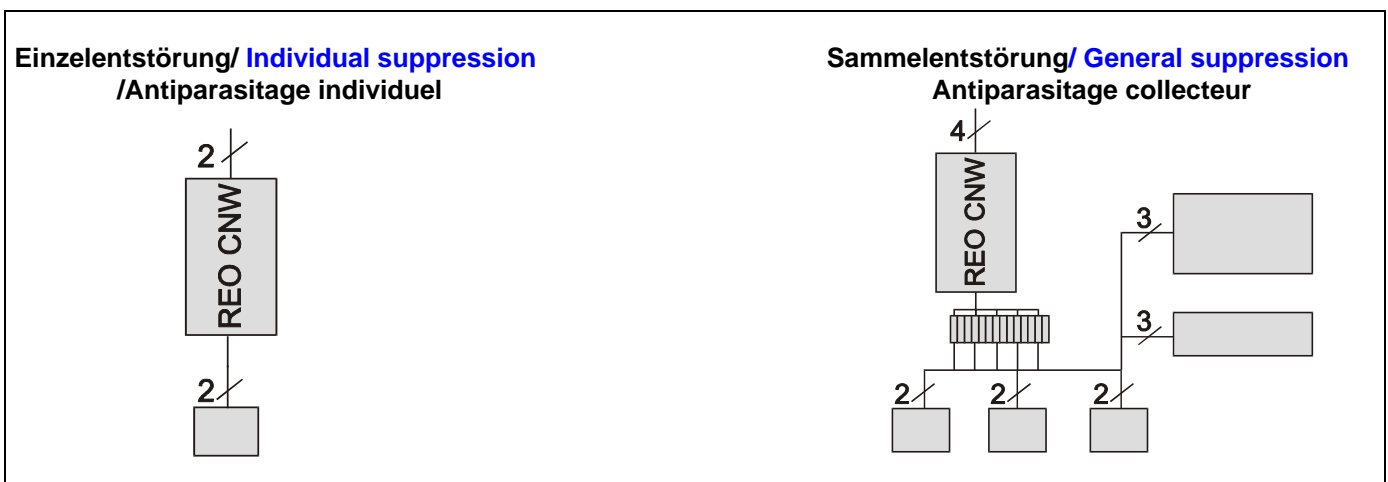 Einzelentstörung/ Individual suppression
/Antiparasitage individuel
2
REO CNW
2
Sammelentstörung/ General suppression
Antiparasitage collecteur
4
REO CNW
3
3
2
2
2